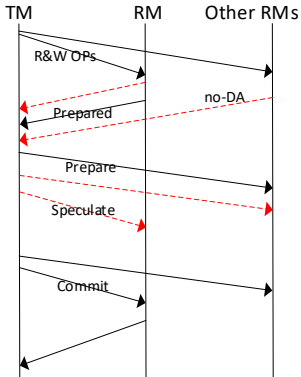 TM RM Other RMs
R&W OPs
no-DA
Prepared
Prepare
Speculate
Commit